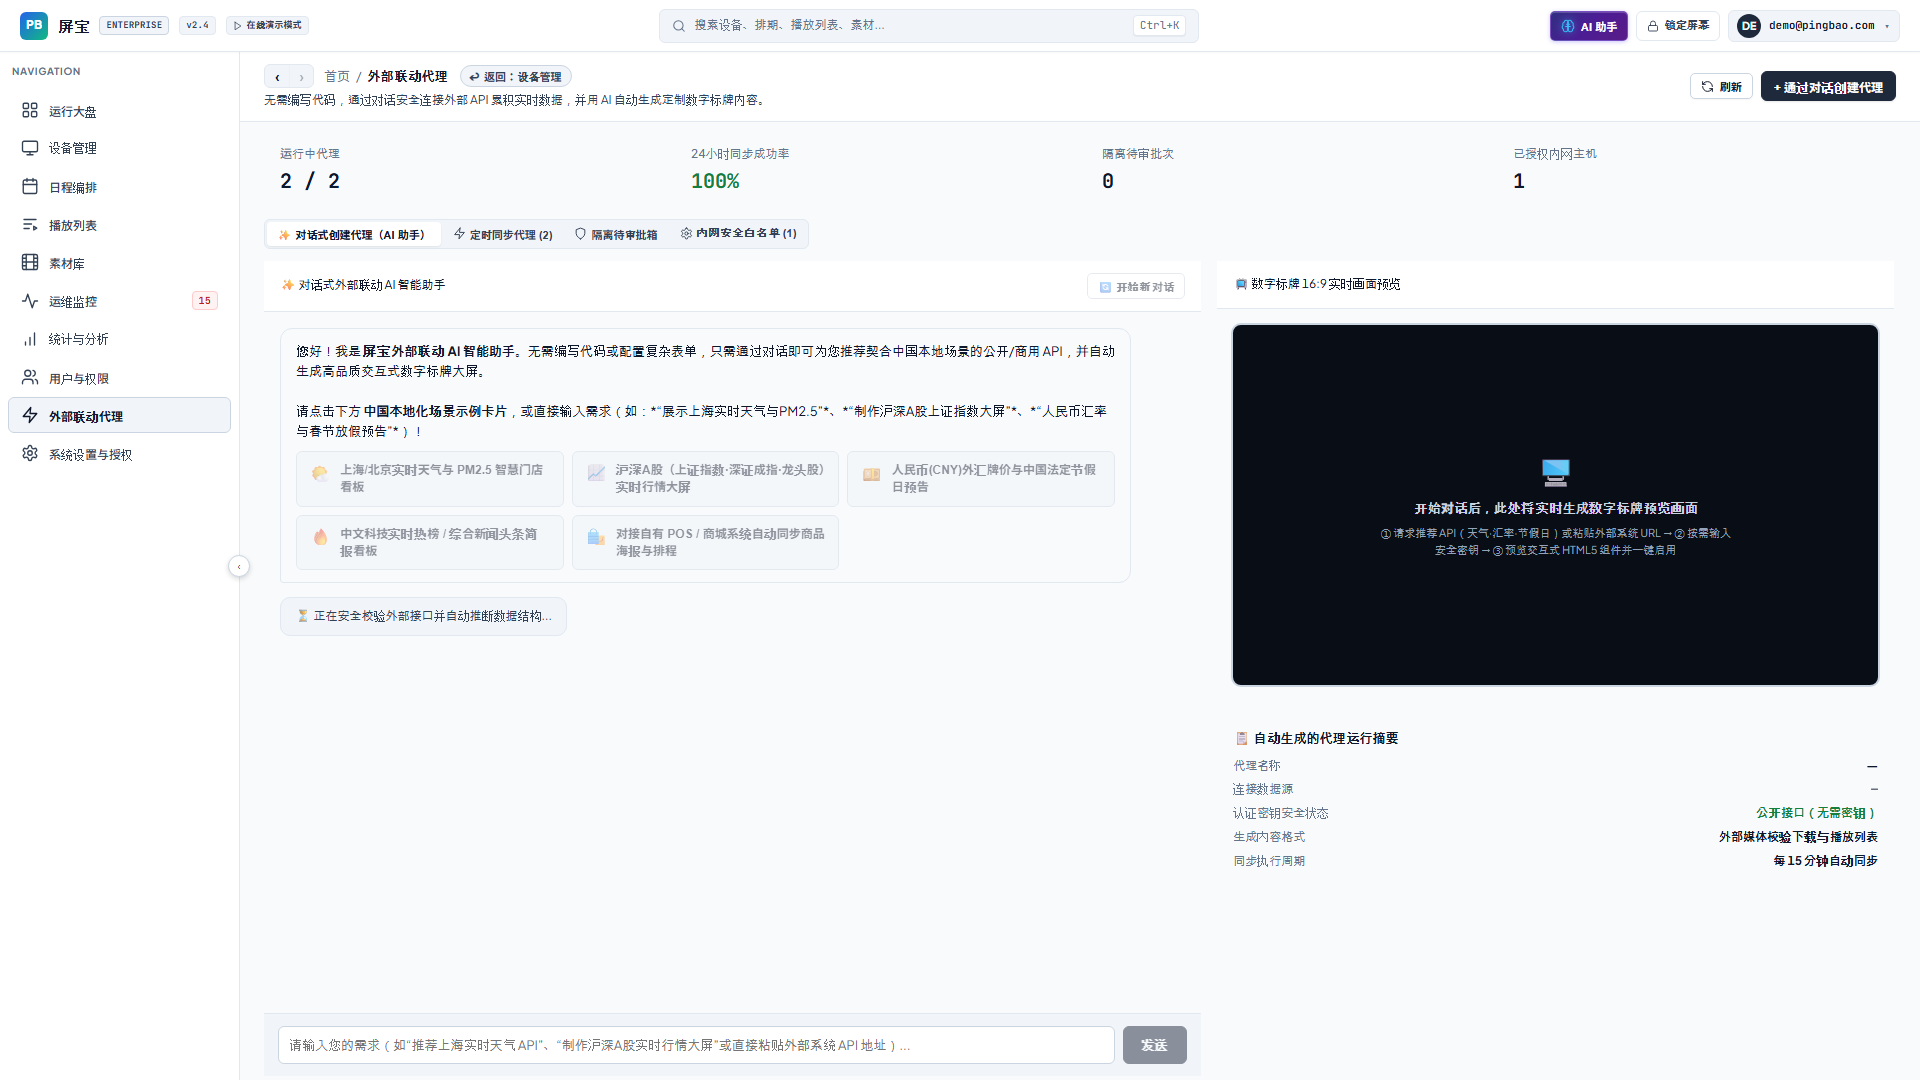 PB 屏宝 ENTERPRISE v2.4 在线演示模式
搜索设备、排期、播放列表、素材... Ctrl+K
AI 助手 锁定屏幕 DE demo@pingbao.com
NAVIGATION
运行大盘
设备管理
日程编排
播放列表
素材库
运维监控 15
统计与分析
用户与权限
外部联动代理
系统设置与授权
首页 / 外部联动代理 ↩ 返回：设备管理
无需编写代码，通过对话安全连接外部 API 累积实时数据，并用 AI 自动生成定制数字标牌内容。
刷新 + 通过对话创建代理
运行中代理
2 / 2
24小时同步成功率
100%
隔离待审批次
0
已授权内网主机
1
对话式创建代理（AI 助手） 定时同步代理 (2) 隔离待审批箱 内网安全白名单 (1)
对话式外部联动 AI 智能助手 开始新对话
您好！我是 屏宝外部联动 AI 智能助手。无需编写代码或配置复杂表单，只需通过对话即可为您推荐契合中国本地场景的公开/商用 API，并自动
生成高品质交互式数字标牌大屏。
请点击下方 中国本地化场景示例卡片，或直接输入需求（如：*“展示上海实时天气与PM2.5”*、*“制作沪深A股上证指数大屏”*、*“人民币汇率
与春节放假预告”*）！
上海/北京实时天气与 PM2.5 智慧门店
看板
沪深A股（上证指数·深证成指·龙头股）
实时行情大屏
人民币(CNY)外汇牌价与中国法定节假
日预告
中文科技实时热榜 / 综合新闻头条简
报看板
对接自有 POS / 商城系统自动同步商品
海报与排程
正在安全校验外部接口并自动推断数据结构...
请输入您的需求（如“推荐上海实时天气 API”、“制作沪深A股实时行情大屏”或直接粘贴外部系统 API 地址）...
发送
数字标牌 16:9 实时画面预览
开始对话后，此处将实时生成数字标牌预览画面
① 请求推荐 API（天气·汇率·节假日）或粘贴外部系统 URL → ② 按需输入
安全密钥 → ③ 预览交互式 HTML5 组件并一键启用
自动生成的代理运行摘要
代理名称 —
连接数据源 —
认证密钥安全状态 公开接口（无需密钥）
生成内容格式 外部媒体校验下载与播放列表
同步执行周期 每 15 分钟自动同步